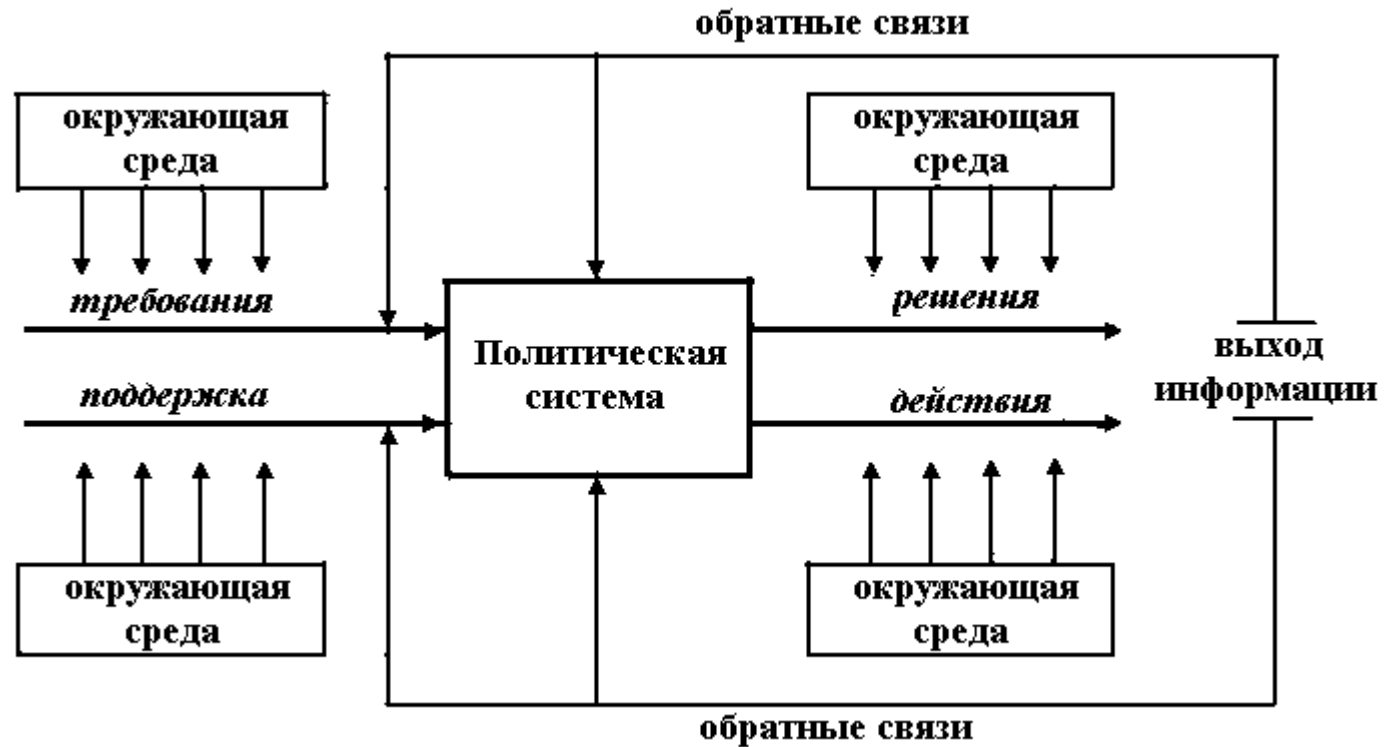 обратные связи
окружающая
среда
окружающая
среда
требования
решения
Политическая
система
выход
информации
поддержка
действия
окружающая
среда
окружающая
среда
обратные связи